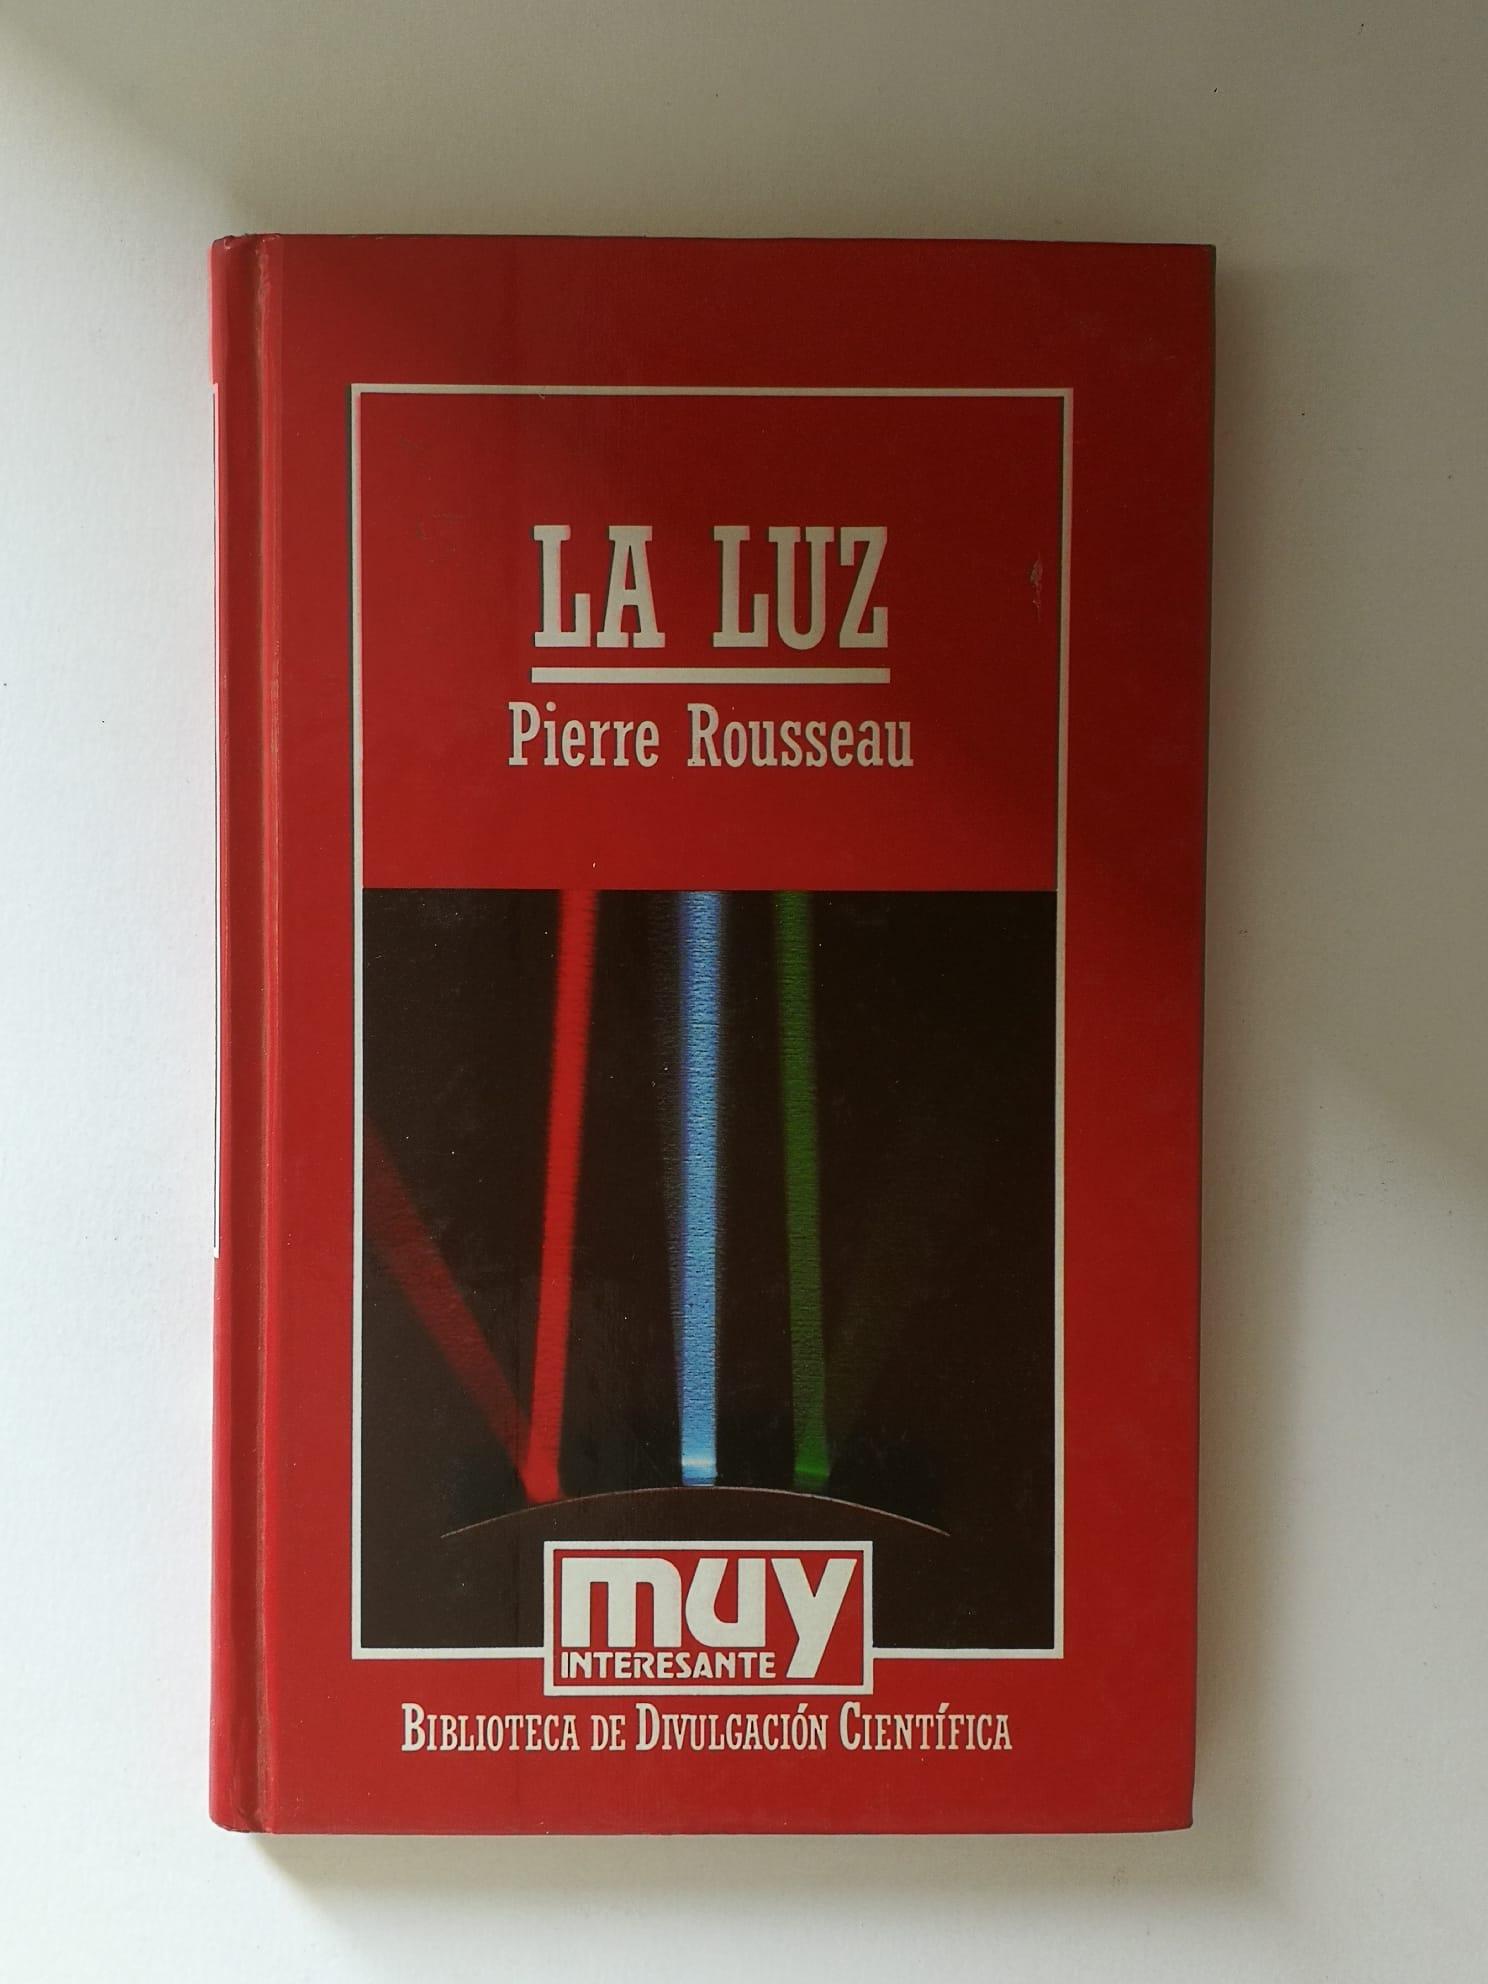 LA LUZ
Pierre Rousseau
muy
INTERESANTE
BIBLIOTECA DE DIVULGACIÓN CIENTÍFICA